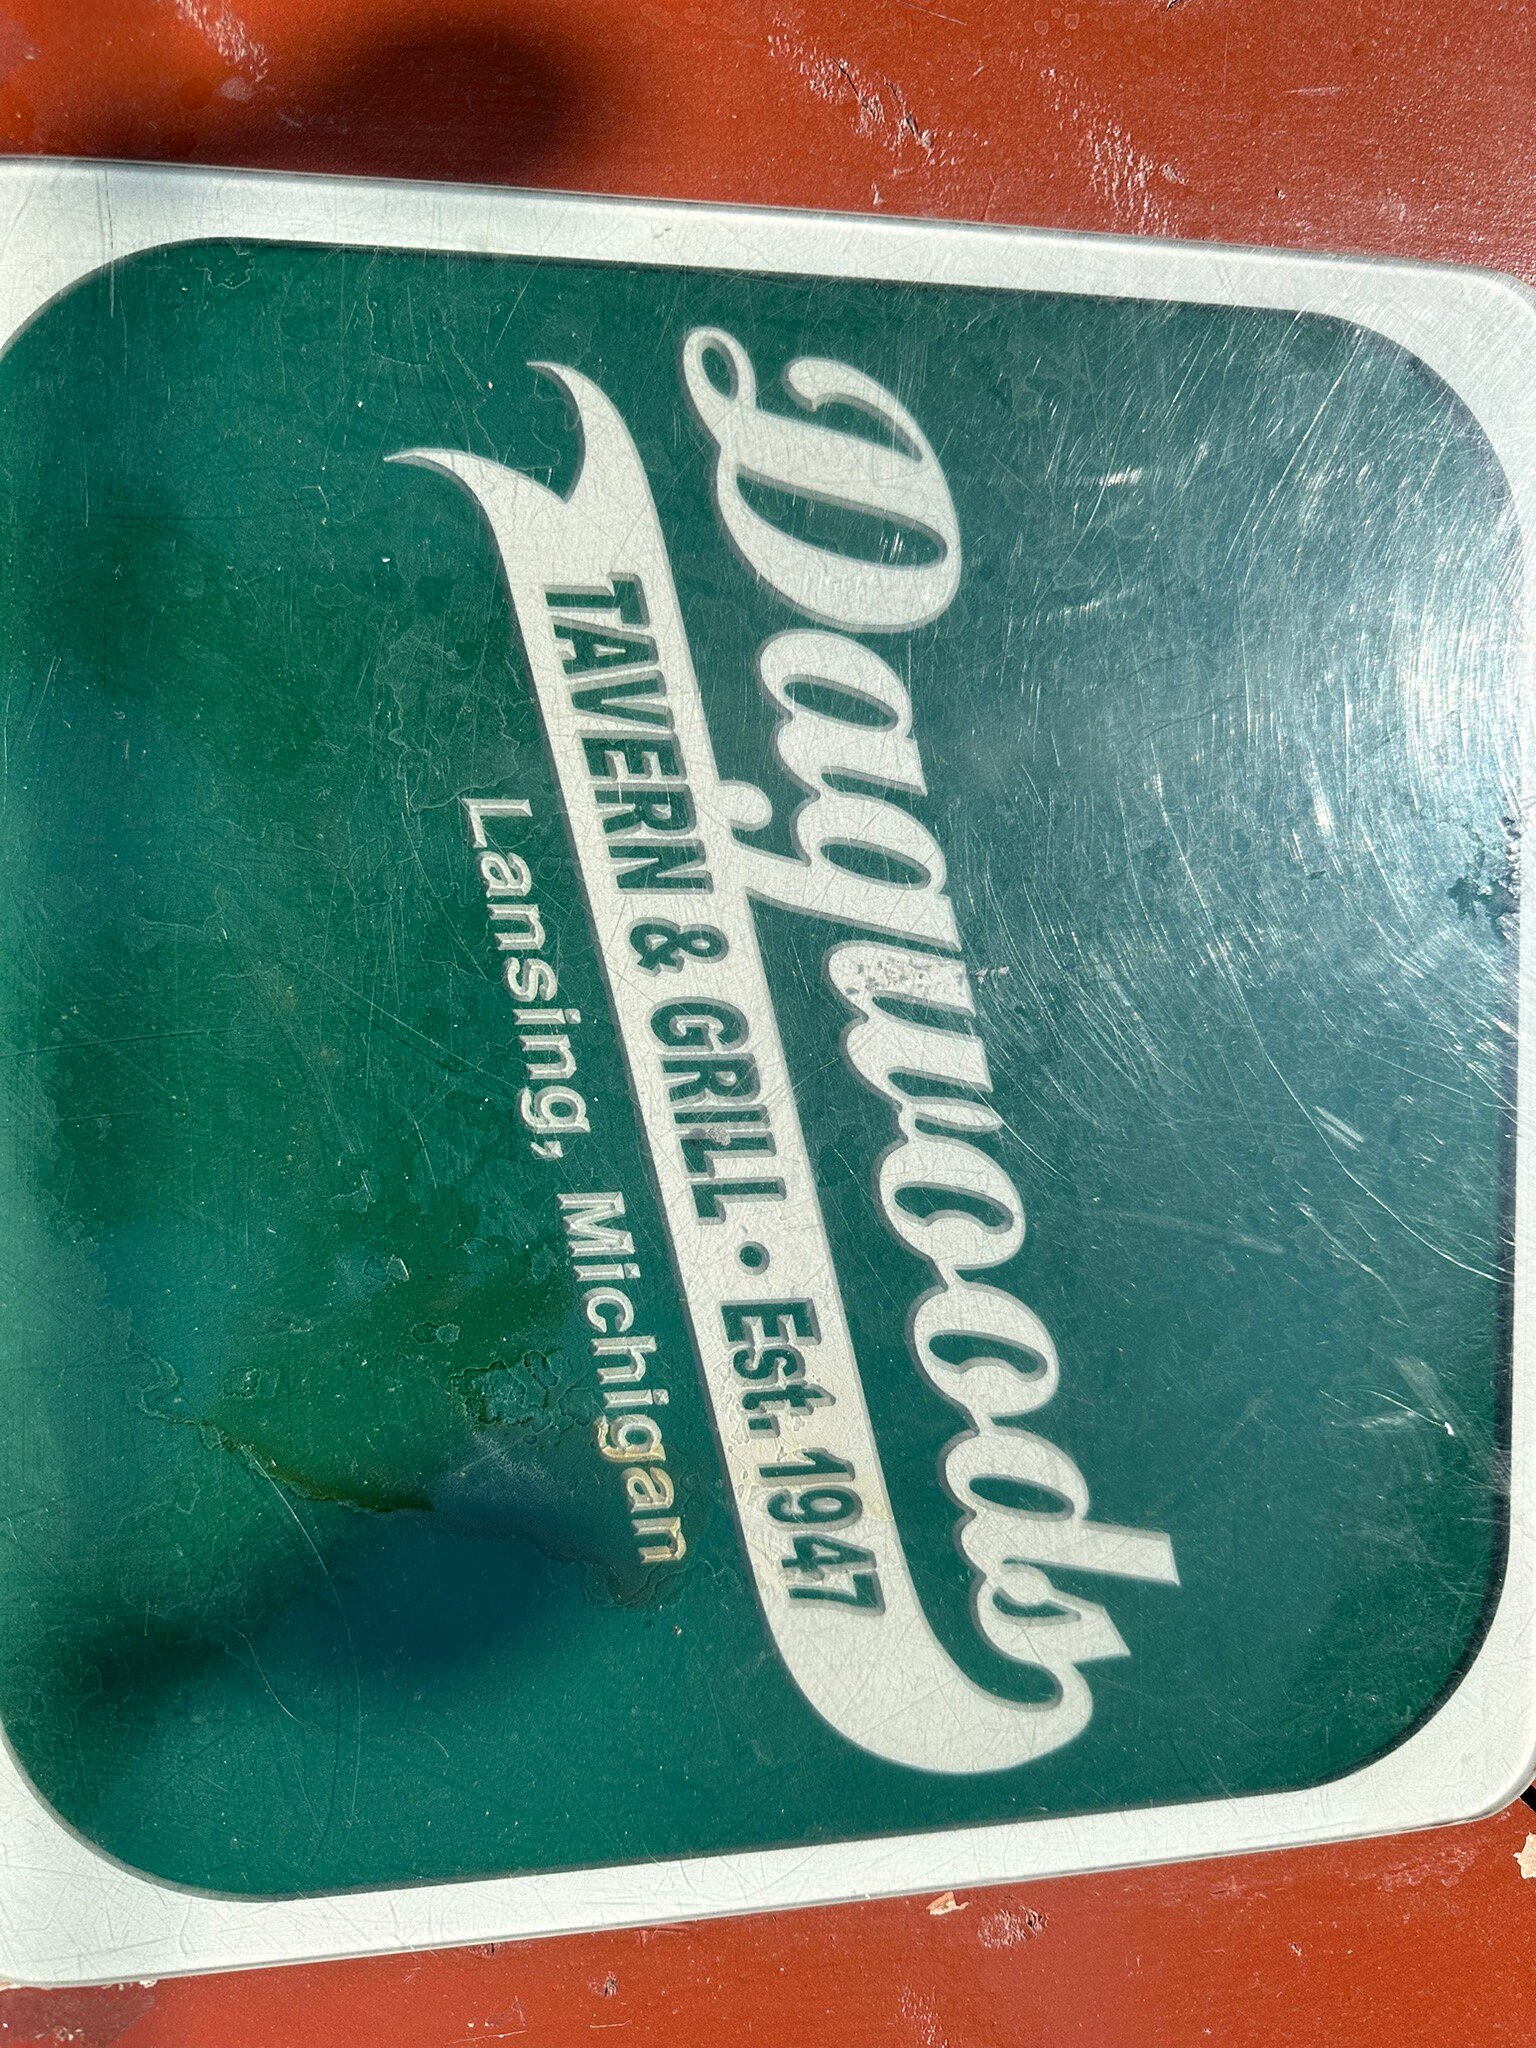 Dagwoods
TAVERN & GRILL • Est. 1947
Lansing, Michigan